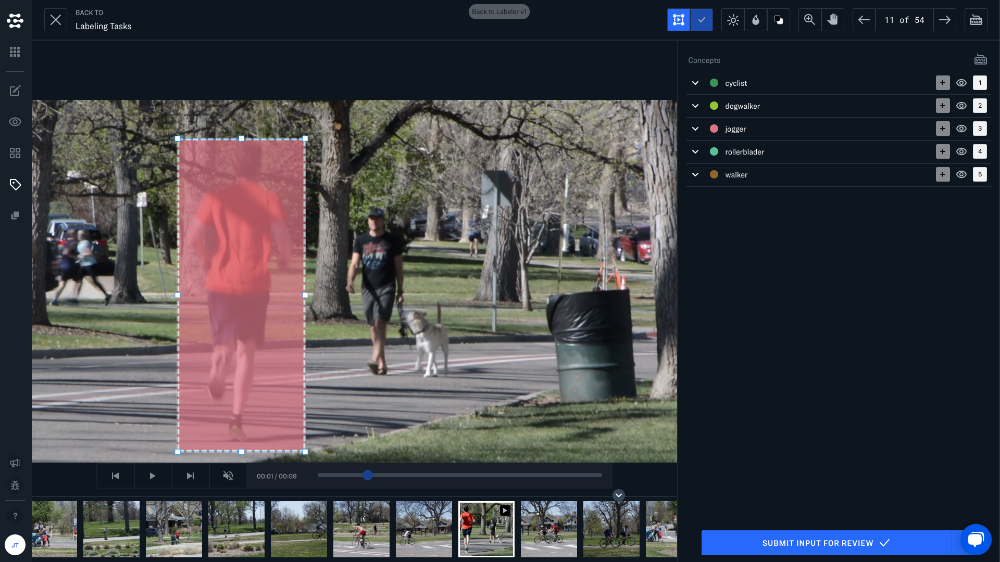 Back to Labeler v1
BACK TO
Labeling Tasks
11 of 54
Concepts
cyclist
1
dogwalker
2
jogger
3
rollerblader
4
walker
5
00:01 / 00:09
?
JT
SUBMIT INPUT FOR REVIEW